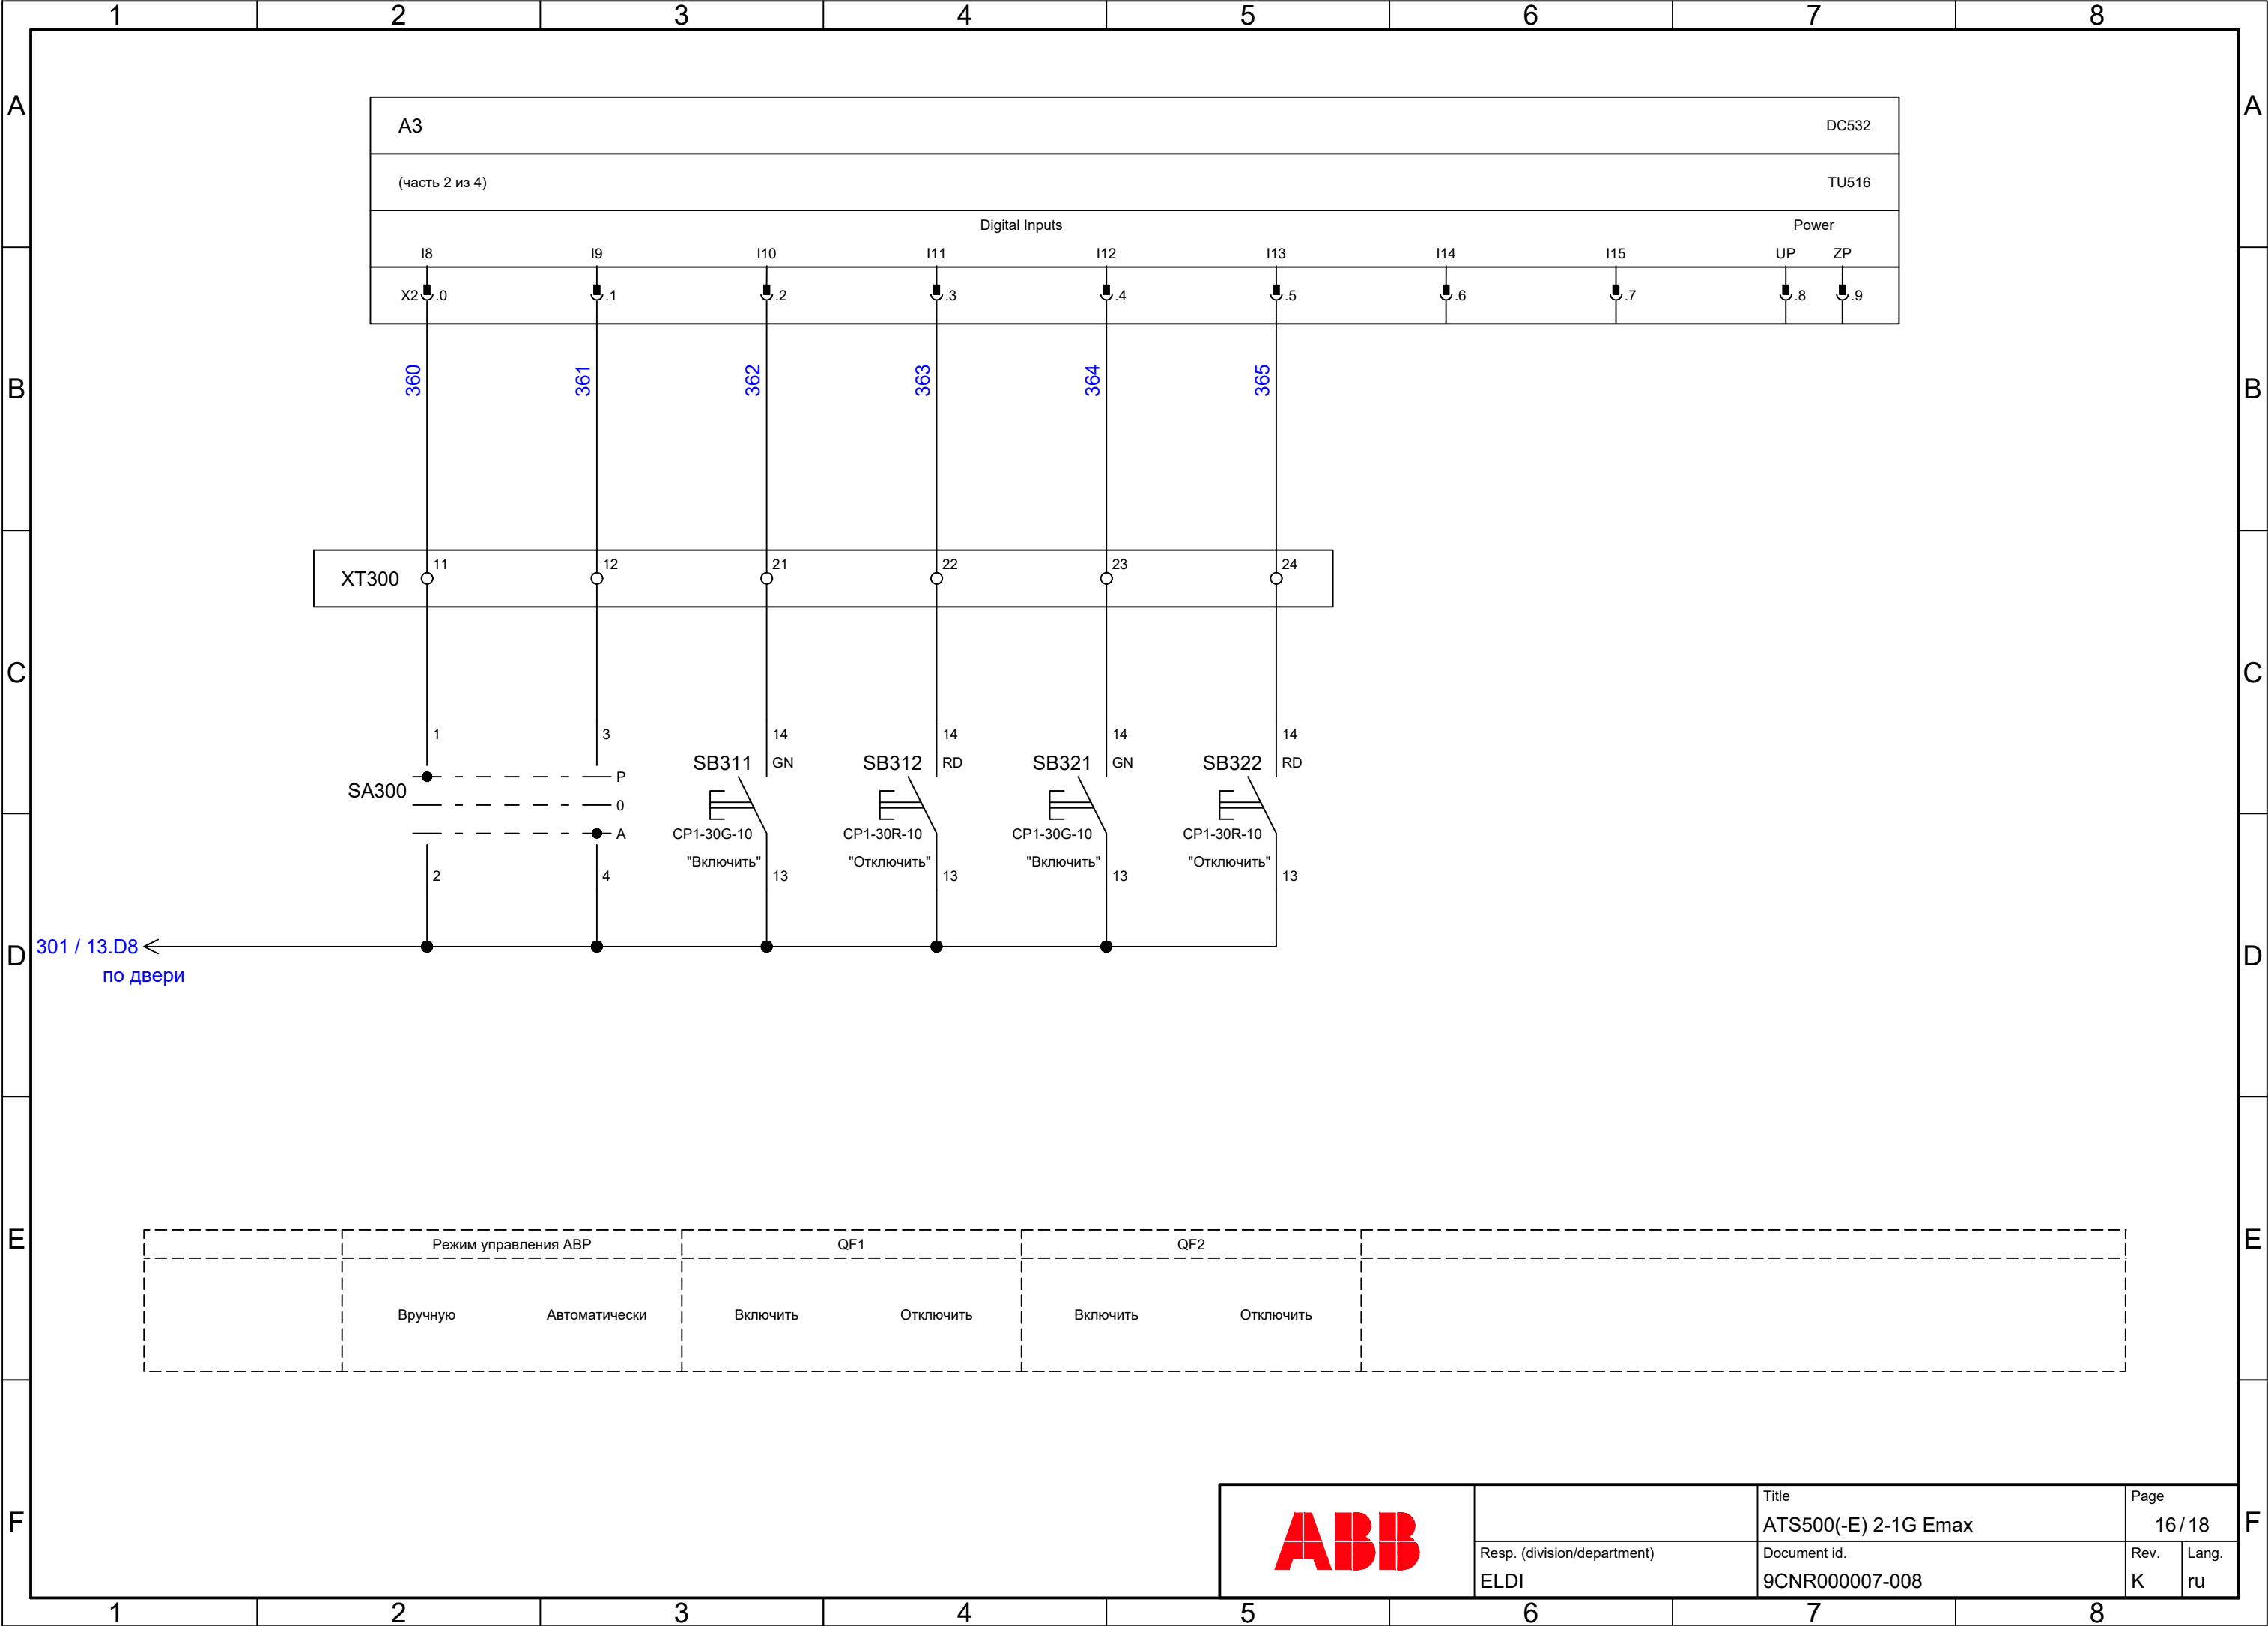 1 2 3 4 5 6 7 8
A A
A3 DC532
(часть 2 из 4) TU516
Digital Inputs Power
I8 I9 I10 I11 I12 I13 I14 I15 UP ZP
X2 .0 .1 .2 .3 .4 .5 .6 .7 .8 .9
B B
360 361 362 363 364 365
XT300 11 12 21 22 23 24
C C
1 3 14 14 14 14
SB311 GN SB312 RD SB321 GN SB322 RD
P
SA300
0
A CP1-30G-10 CP1-30R-10 CP1-30G-10 CP1-30R-10
"Включить" "Отключить" "Включить" "Отключить"
2 4 13 13 13 13
301 / 13.D8
D D
по двери
E E
Режим управления АВР QF1 QF2
Вручную Автоматически Включить Отключить Включить Отключить
F F
ABB
Title Page
ATS500(-E) 2-1G Emax 16/18
Resp. (division/department) Document id. Rev. Lang.
ELDI 9CNR000007-008 K ru
1 2 3 4 5 6 7 8